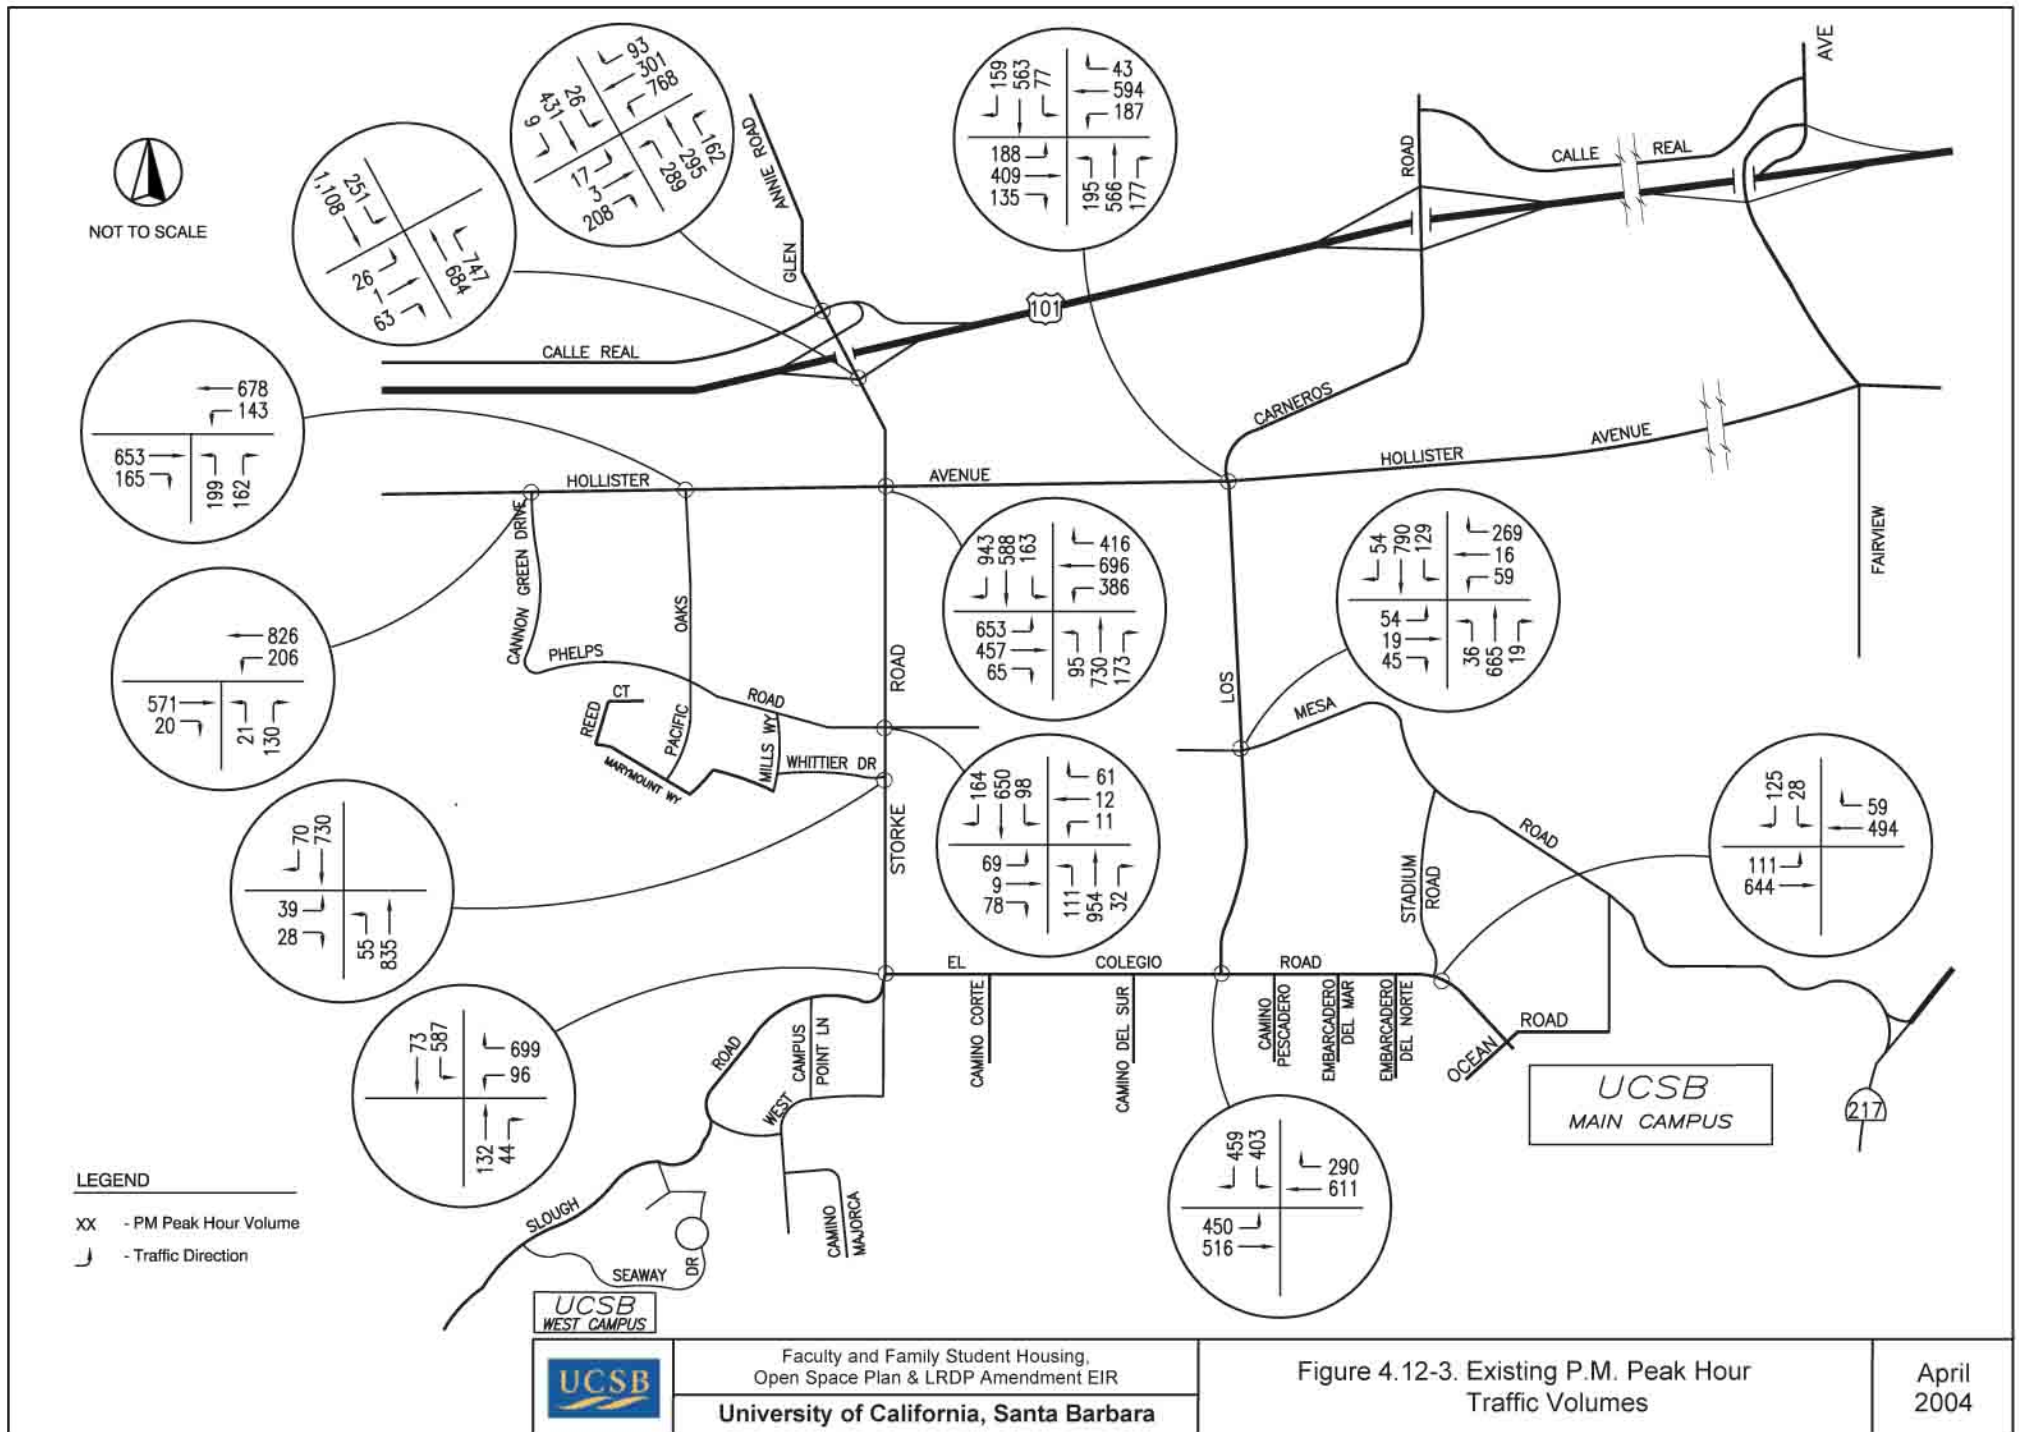 93
301
768
26
431
9
17
3
208
162
295
289
251
1,108
26
1
63
747
684
159
563
77
43
594
187
188
409
135
195
566
177
AVE
ROAD
CALLE REAL
ANNIE ROAD
GLEN
NOT TO SCALE
101
CALLE REAL
CARNEROS
678
143
653
165
199
162
HOLLISTER
AVENUE
HOLLISTER
AVENUE
CANNON GREEN DRIVE
OAKS
943
588
163
416
696
386
653
457
65
95
730
173
54
790
129
269
16
59
54
19
45
36
665
19
FAIRVIEW
826
206
571
20
21
130
PHELPS
ROAD
REED
CT
PACIFIC
MARYMOUNT WY
MILLS WY
WHITTIER DR
ROAD
LOS
MESA
ROAD
STORKE
164
650
98
61
12
11
69
9
78
111
954
32
STADIUM
ROAD
125
28
59
494
111
644
70
730
39
28
55
835
EL
COLEGIO
ROAD
CAMINO CORTE
CAMINO DEL SUR
CAMINO
PESCADERO
EMBARCADERO
DEL MAR
EMBARCADERO
DEL NORTE
OCEAN
ROAD
73
587
699
96
132
44
ROAD
CAMPUS
POINT LN
WEST
UCSB
MAIN CAMPUS
217
459
403
290
611
450
516
SLOUGH
CAMINO
MAJORCA
SEAWAY
DR
UCSB
WEST CAMPUS
LEGEND
XX - PM Peak Hour Volume
- Traffic Direction
UCSB
Faculty and Family Student Housing,
Open Space Plan & LRDP Amendment EIR
University of California, Santa Barbara
Figure 4.12-3. Existing P.M. Peak Hour
Traffic Volumes
April
2004